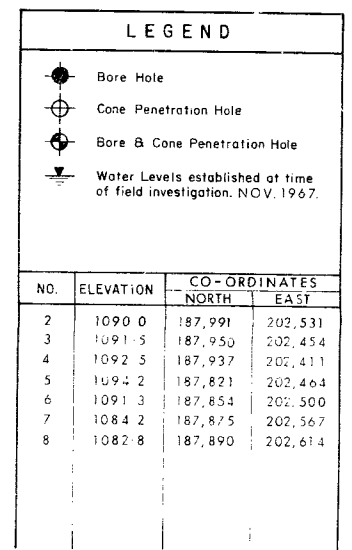 LEGEND
Bore Hole
Cone Penetration Hole
Bore & Cone Penetration Hole
Water Levels established at time
of field investigation. NOV. 1967.
NO. ELEVATION CO-ORDINATES
NORTH EAST
2 1090.0 187,991 202,531
3 1091.5 187,950 202,454
4 1092.5 187,937 202,411
5 1094.2 187,821 202,464
6 1091.3 187,854 202,500
7 1084.2 187,875 202,567
8 1082.8 187,890 202,614